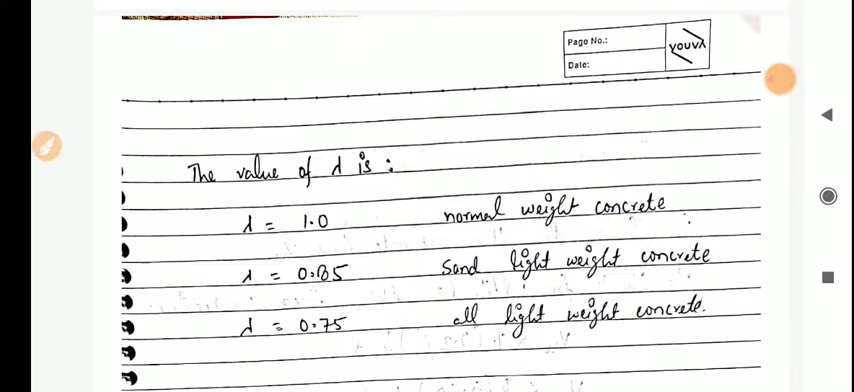 Page No.:
Date:
youva
The value of λ is :
λ = 1.0 normal weight concrete
λ = 0.85 sand light weight concrete
λ = 0.75 all light weight concrete.